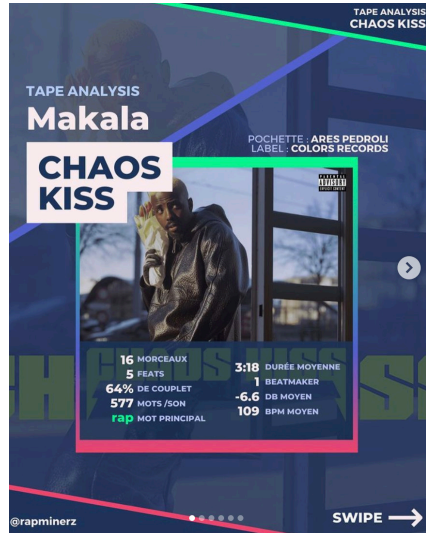 TAPE ANALYSIS
CHAOS KISS
TAPE ANALYSIS
Makala
POCHETTE : ARES PEDROLI
LABEL : COLORS RECORDS
CHAOS
KISS
PARENTAL
ADVISORY
EXPLICIT CONTENT
CHAOS KISS
16 MORCEAUX
5 FEATS
64% DE COUPLET
577 MOTS /SON
rap MOT PRINCIPAL
3:18 DURÉE MOYENNE
1 BEATMAKER
-6.6 DB MOYEN
109 BPM MOYEN
CH
SS
@rapminerz
SWIPE